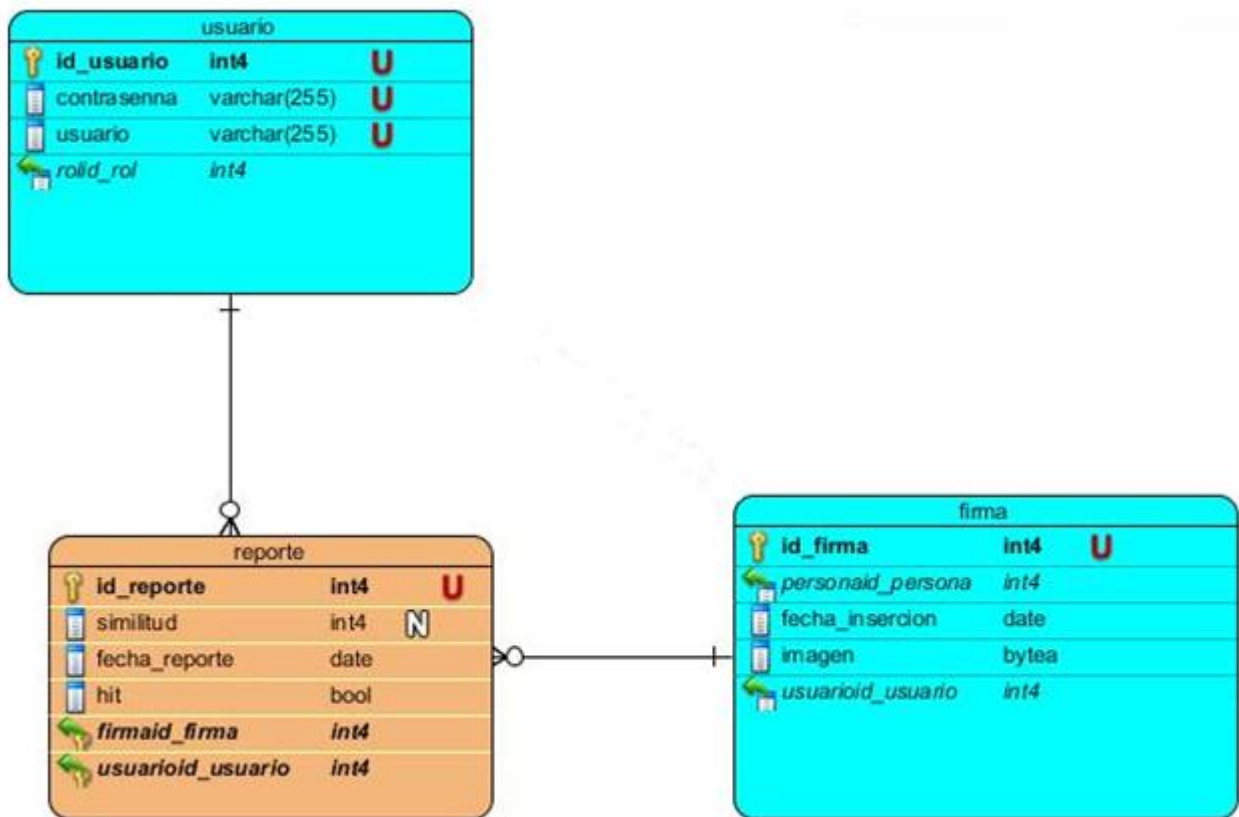 usuario
id_usuario int4 U
contrasenna varchar(255) U
usuario varchar(255) U
rolid_rol int4
reporte
id_reporte int4 U
similitud int4 N
fecha_reporte date
hit bool
firmaid_firma int4
usuarioid_usuario int4
firma
id_firma int4 U
personaid_persona int4
fecha_insercion date
imagen bytea
usuarioid_usuario int4